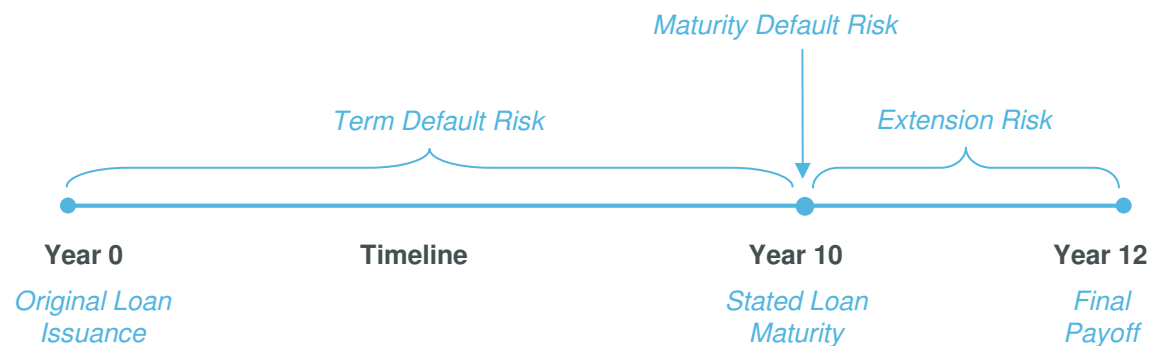 Maturity Default Risk
Term Default Risk
Extension Risk
Year 0
Timeline
Year 10
Year 12
Original Loan
Issuance
Stated Loan
Maturity
Final
Payoff